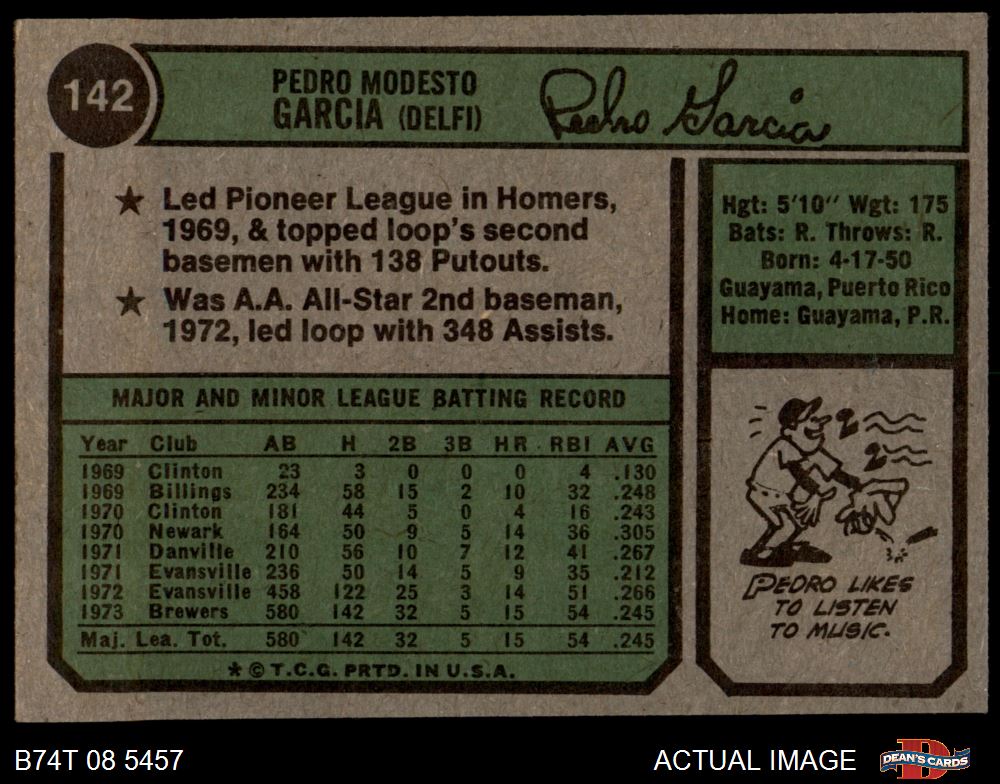 142
PEDRO MODESTO
GARCIA (DELFI)
Pedro Garcia
★ Led Pioneer League in Homers,
1969, & topped loop's second
basemen with 138 Putouts.
★ Was A.A. All-Star 2nd baseman,
1972, led loop with 348 Assists.
Hgt: 5'10" Wgt: 175
Bats: R. Throws: R.
Born: 4-17-50
Guayama, Puerto Rico
Home: Guayama, P.R.
MAJOR AND MINOR LEAGUE BATTING RECORD
Year Club AB H 2B 3B HR RBI AVG
1969 Clinton 23 3 0 0 0 4 .130
1969 Billings 234 58 15 2 10 32 .248
1970 Clinton 181 44 5 0 4 16 .243
1970 Newark 164 50 9 5 14 36 .305
1971 Danville 210 56 10 7 12 41 .267
1971 Evansville 236 50 14 5 9 35 .212
1972 Evansville 458 122 25 3 14 51 .266
1973 Brewers 580 142 32 5 15 54 .245
Maj. Lea. Tot. 580 142 32 5 15 54 .245
* © T.C.G. PRTD. IN U.S.A.
PEDRO LIKES
TO LISTEN
TO MUSIC.
B74T 08 5457
ACTUAL IMAGE
DEAN'S CARDS